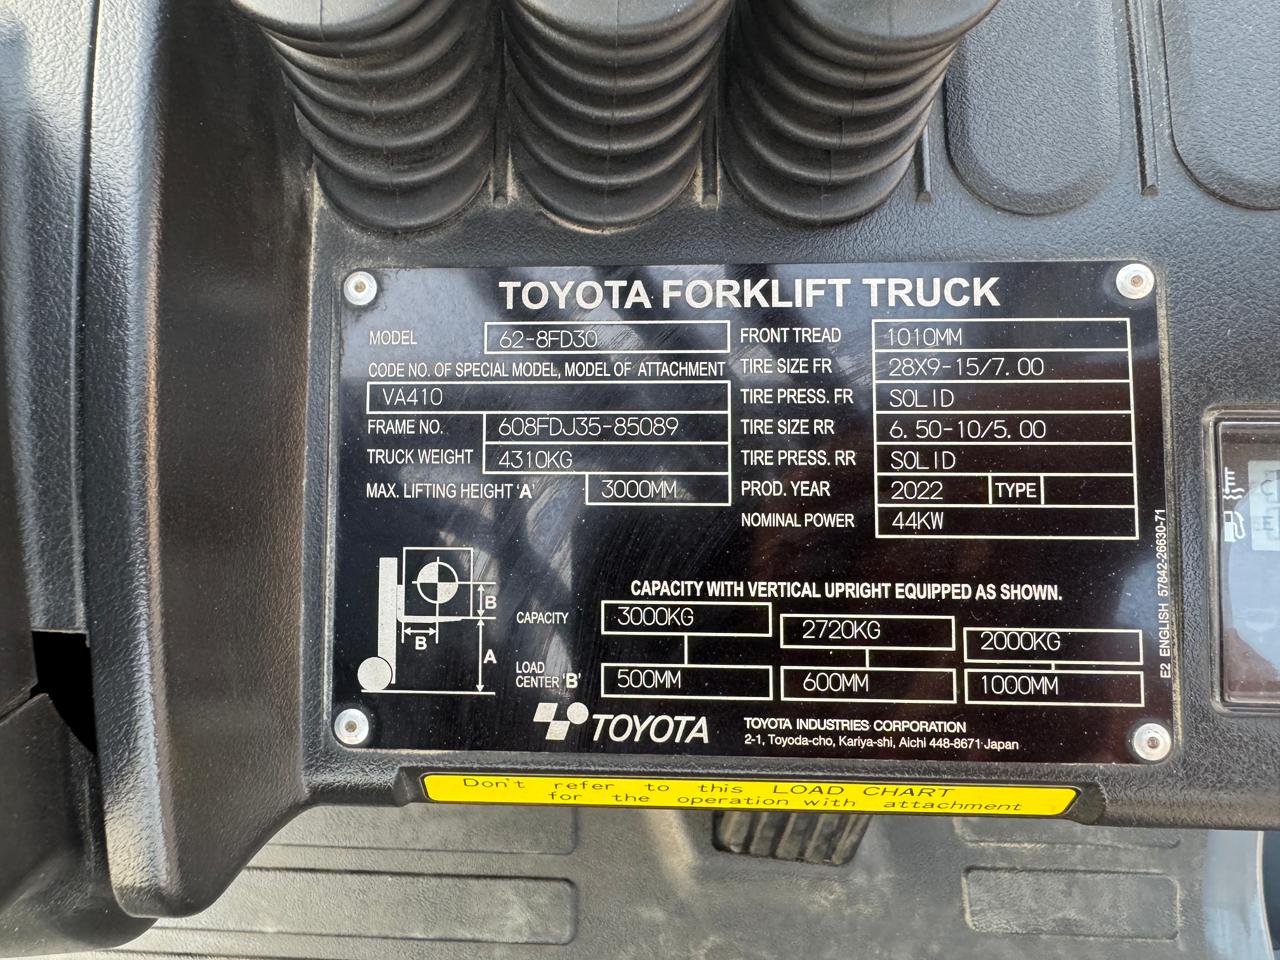 TOYOTA FORKLIFT TRUCK
MODEL 62-8FD30
CODE NO. OF SPECIAL MODEL, MODEL OF ATTACHMENT
VA410
FRAME NO. 608FDJ35-85089
TRUCK WEIGHT 4310KG
MAX. LIFTING HEIGHT 'A' 3000MM
FRONT TREAD 1010MM
TIRE SIZE FR 28X9-15/7.00
TIRE PRESS. FR SOLID
TIRE SIZE RR 6.50-10/5.00
TIRE PRESS. RR SOLID
PROD. YEAR 2022 TYPE
NOMINAL POWER 44KW
B
B
A
CAPACITY WITH VERTICAL UPRIGHT EQUIPPED AS SHOWN.
CAPACITY 3000KG 2720KG 2000KG
LOAD
CENTER 'B' 500MM 600MM 1000MM
TOYOTA
TOYOTA INDUSTRIES CORPORATION
2-1, Toyoda-cho, Kariya-shi, Aichi 448-8671 Japan
E2 ENGLISH 57842-26630-71
Don't refer to this LOAD CHART
for the operation with attachment
C
E